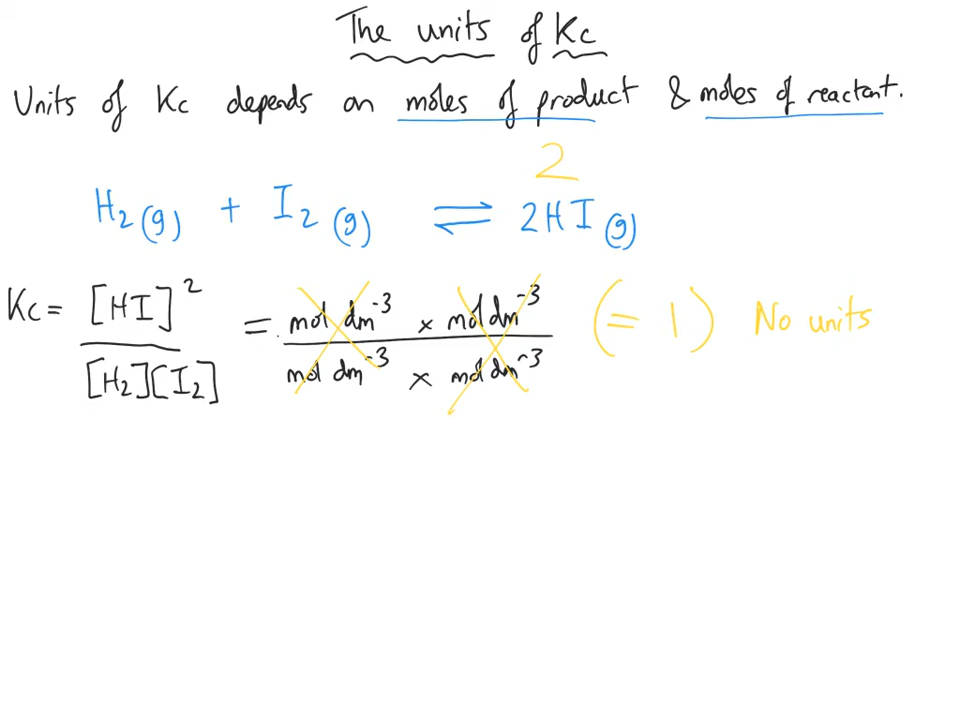 The units of Kc
Units of Kc depends on moles of product & moles of reactant.
2
H₂(g) + I₂(g) ⇌ 2HI(g)
Kc = [HI]² / [H₂][I₂] = mol dm⁻³ × mol dm⁻³ / mol dm⁻³ × mol dm⁻³ (= 1) No units